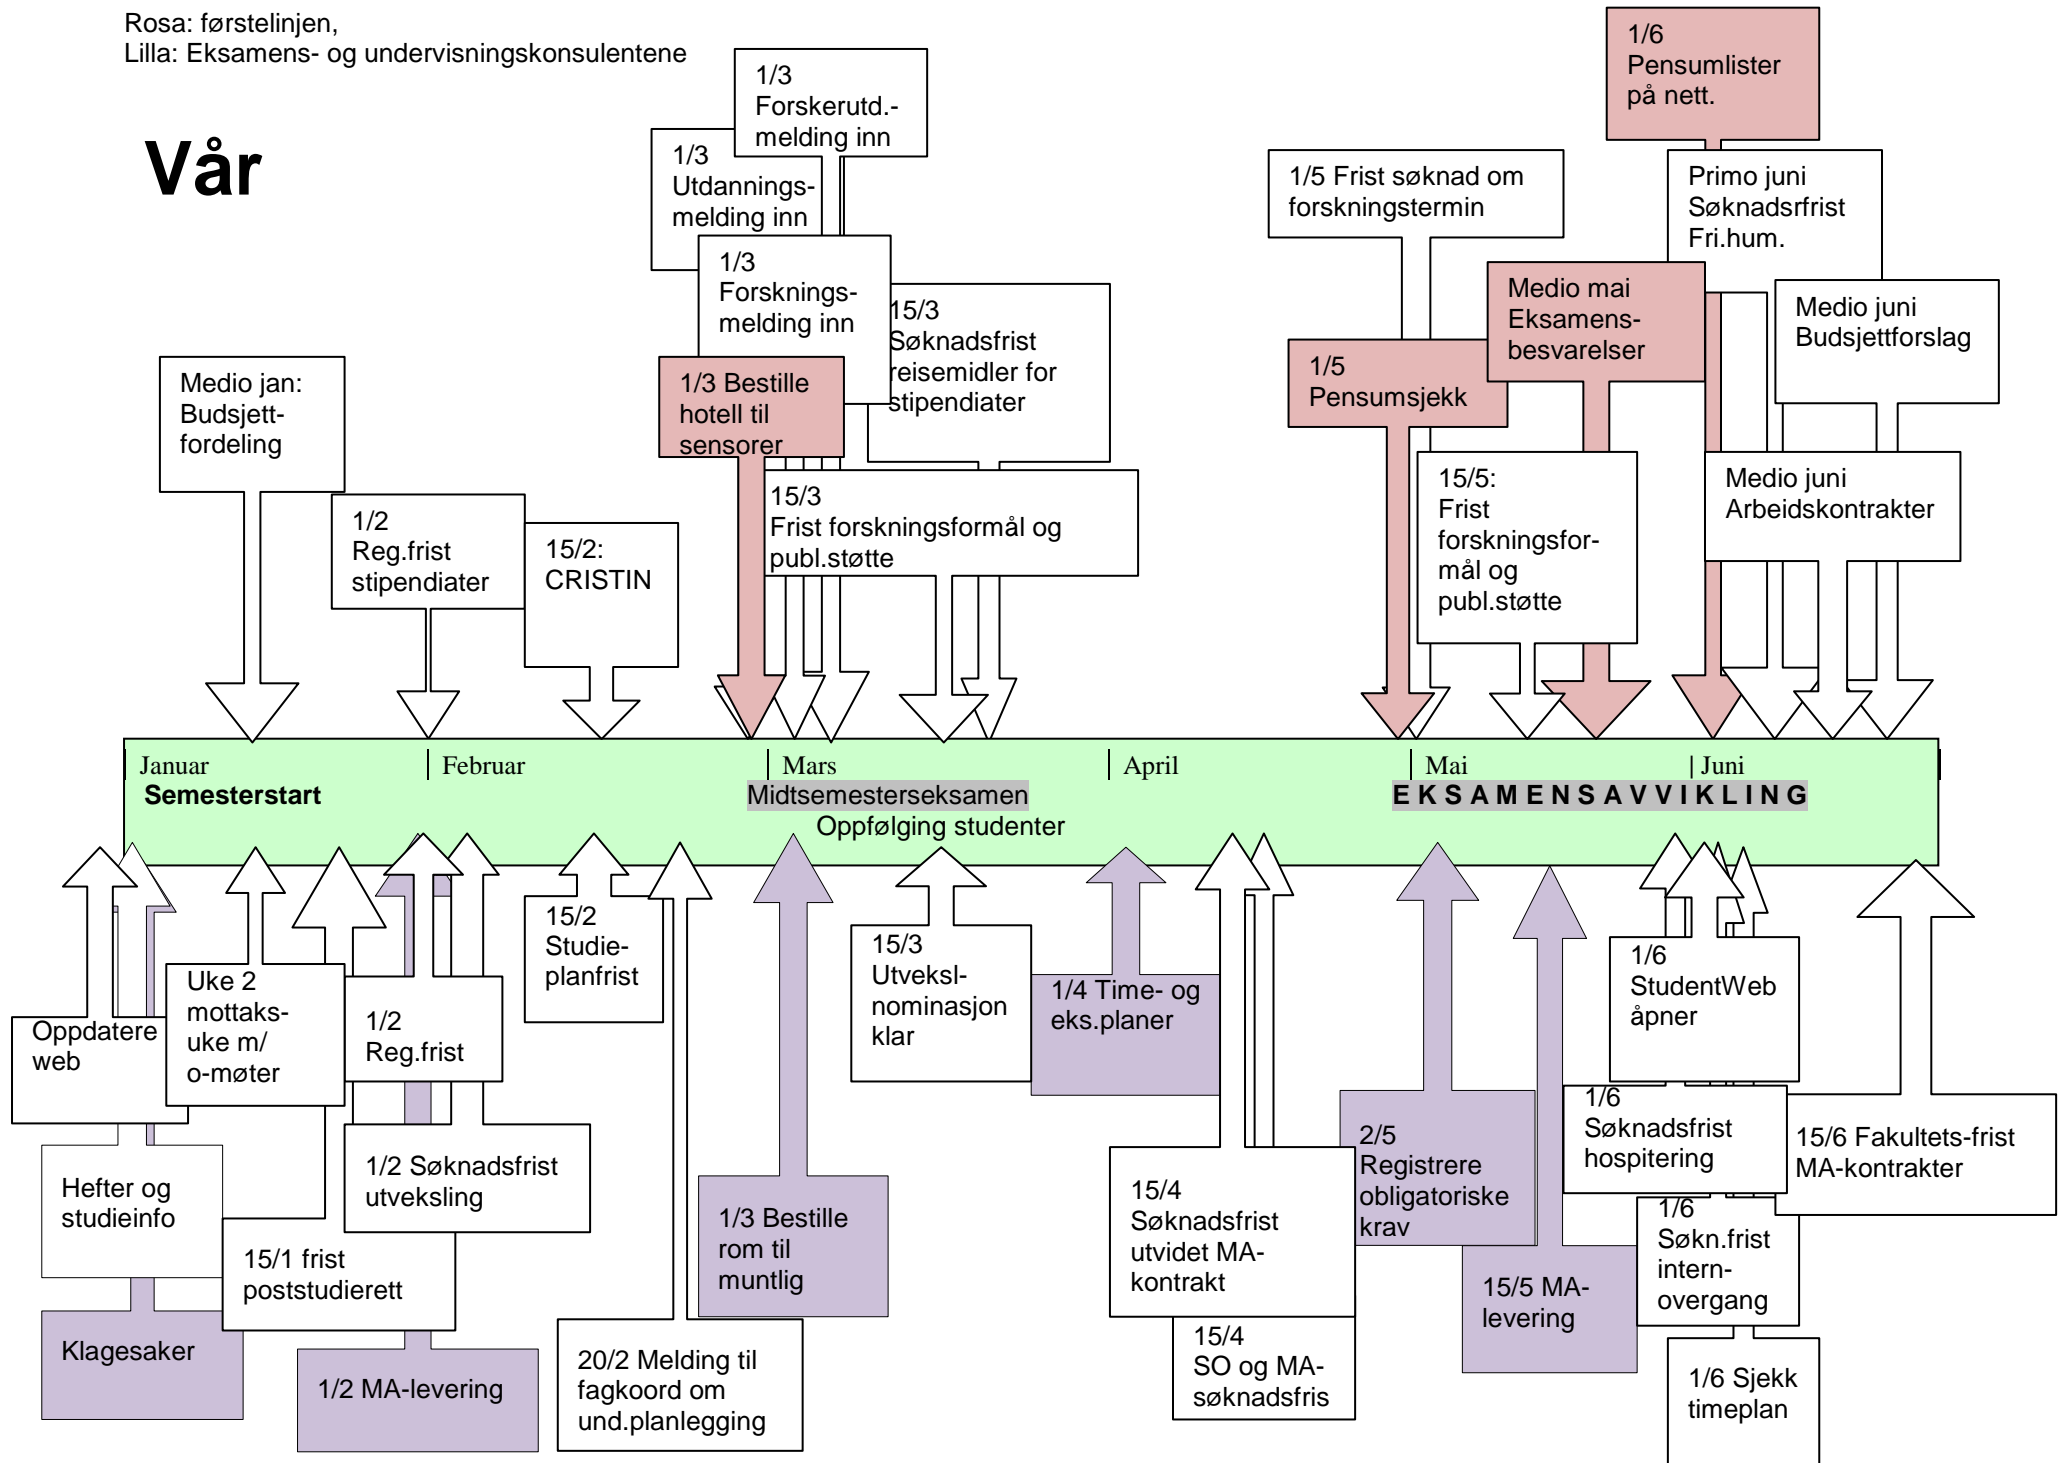 Rosa: førstelinjen,
Lilla: Eksamens- og undervisningskonsulentene
Vår
Medio jan:
Budsjett-
fordeling
1/2
Reg.frist
stipendiater
15/2:
CRISTIN
1/3
Utdannings-
melding inn
1/3
Forskerutd.-
melding inn
1/3
Forsknings-
melding inn
1/3 Bestille
hotell til
sensorer
15/3
Søknadsfrist
reisemidler for
stipendiater
15/3
Frist forskningsformål og
publ.støtte
1/5 Frist søknad om
forskningstermin
1/5
Pensumsjekk
Medio mai
Eksamens-
besvarelser
15/5:
Frist
forskningsfor-
mål og
publ.støtte
1/6
Pensumlister
på nett.
Primo juni
Søknadsrfrist
Fri.hum.
Medio juni
Budsjettforslag
Medio juni
Arbeidskontrakter
Januar
Februar
Mars
April
Mai
| Juni
Semesterstart
Midtsemesterseksamen
EKSAMENSAVVIKLING
Oppfølging studenter
Oppdatere
web
Hefter og
studieinfo
Klagesaker
Uke 2
mottaks-
uke m/
o-møter
15/1 frist
poststudierett
1/2
Reg.frist
1/2 Søknadsfrist
utveksling
1/2 MA-levering
15/2
Studie-
planfrist
20/2 Melding til
fagkoord om
und.planlegging
1/3 Bestille
rom til
muntlig
15/3
Utveksl-
nominasjon
klar
1/4 Time- og
eks.planer
15/4
Søknadsfrist
utvidet MA-
kontrakt
15/4
SO og MA-
søknadsfris
2/5
Registrere
obligatoriske
krav
15/5 MA-
levering
1/6
StudentWeb
åpner
1/6
Søknadsfrist
hospitering
1/6
Søkn.frist
intern-
overgang
1/6 Sjekk
timeplan
15/6 Fakultets-frist
MA-kontrakter